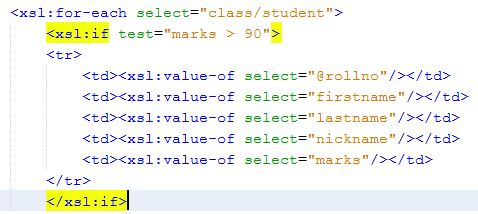 <xsl:for-each select="class/student">
<xsl:if test="marks > 90">
<tr>
<td><xsl:value-of select="@rollno"/></td>
<td><xsl:value-of select="firstname"/></td>
<td><xsl:value-of select="lastname"/></td>
<td><xsl:value-of select="nickname"/></td>
<td><xsl:value-of select="marks"/></td>
</tr>
</xsl:if>